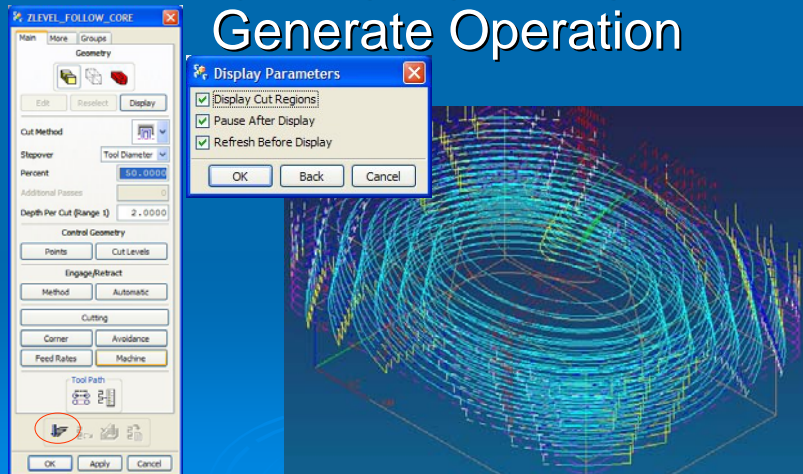 Generate Operation
ZLEVEL_FOLLOW_CORE
Main More Groups
Geometry
Edit Reselect Display
Cut Method
Stepover Tool Diameter
Percent 50.0000
Additional Passes 0
Depth Per Cut (Range 1) 2.0000
Control Geometry
Points Cut Levels
Engage/Retract
Method Automatic
Cutting
Corner Avoidance
Feed Rates Machine
Tool Path
OK Apply Cancel
Display Parameters
Display Cut Regions
Pause After Display
Refresh Before Display
OK Back Cancel